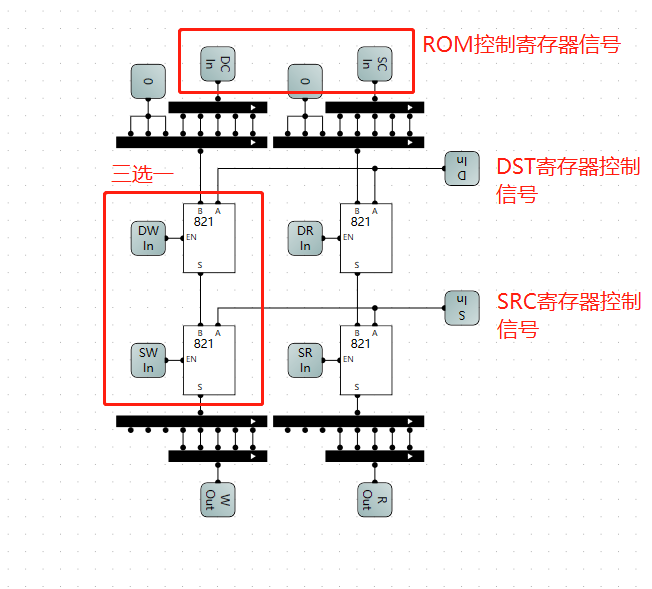 ROM控制寄存器信号
DC
In
SC
In
0
0
DST寄存器控制
信号
D
In
三选一
B A
821
EN
S
DW
In
B A
821
EN
S
DR
In
SRC寄存器控制
信号
S
In
B A
821
EN
S
SW
In
B A
821
EN
S
SR
In
W
Out
R
Out